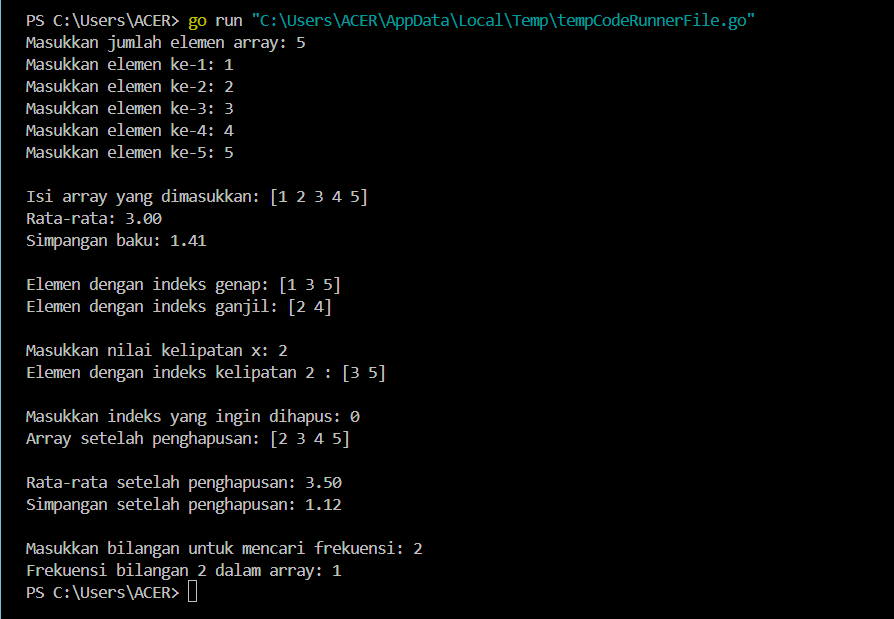 PS C:\Users\ACER> go run "C:\Users\ACER\AppData\Local\Temp\tempCodeRunnerFile.go"
Masukkan jumlah elemen array: 5
Masukkan elemen ke-1: 1
Masukkan elemen ke-2: 2
Masukkan elemen ke-3: 3
Masukkan elemen ke-4: 4
Masukkan elemen ke-5: 5
Isi array yang dimasukkan: [1 2 3 4 5]
Rata-rata: 3.00
Simpangan baku: 1.41
Elemen dengan indeks genap: [1 3 5]
Elemen dengan indeks ganjil: [2 4]
Masukkan nilai kelipatan x: 2
Elemen dengan indeks kelipatan 2 : [3 5]
Masukkan indeks yang ingin dihapus: 0
Array setelah penghapusan: [2 3 4 5]
Rata-rata setelah penghapusan: 3.50
Simpangan setelah penghapusan: 1.12
Masukkan bilangan untuk mencari frekuensi: 2
Frekuensi bilangan 2 dalam array: 1
PS C:\Users\ACER>